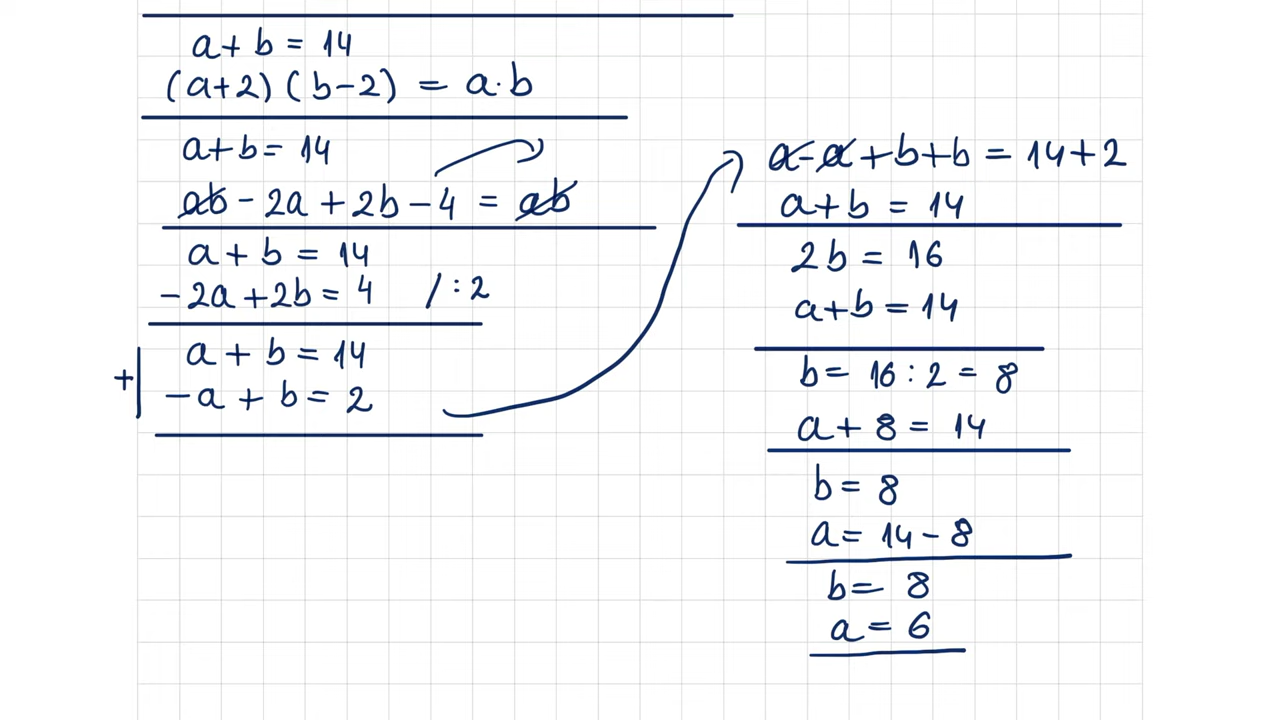 a + b = 14
(a+2) (b-2) = a·b
a+b = 14
ab - 2a + 2b - 4 = ab
a + b = 14
-2a + 2b = 4 / : 2
a + b = 14
+
-a + b = 2
a - a + b + b = 14 + 2
a + b = 14
2b = 16
a+b = 14
b = 16 : 2 = 8
a + 8 = 14
b = 8
a = 14 - 8
b = 8
a = 6